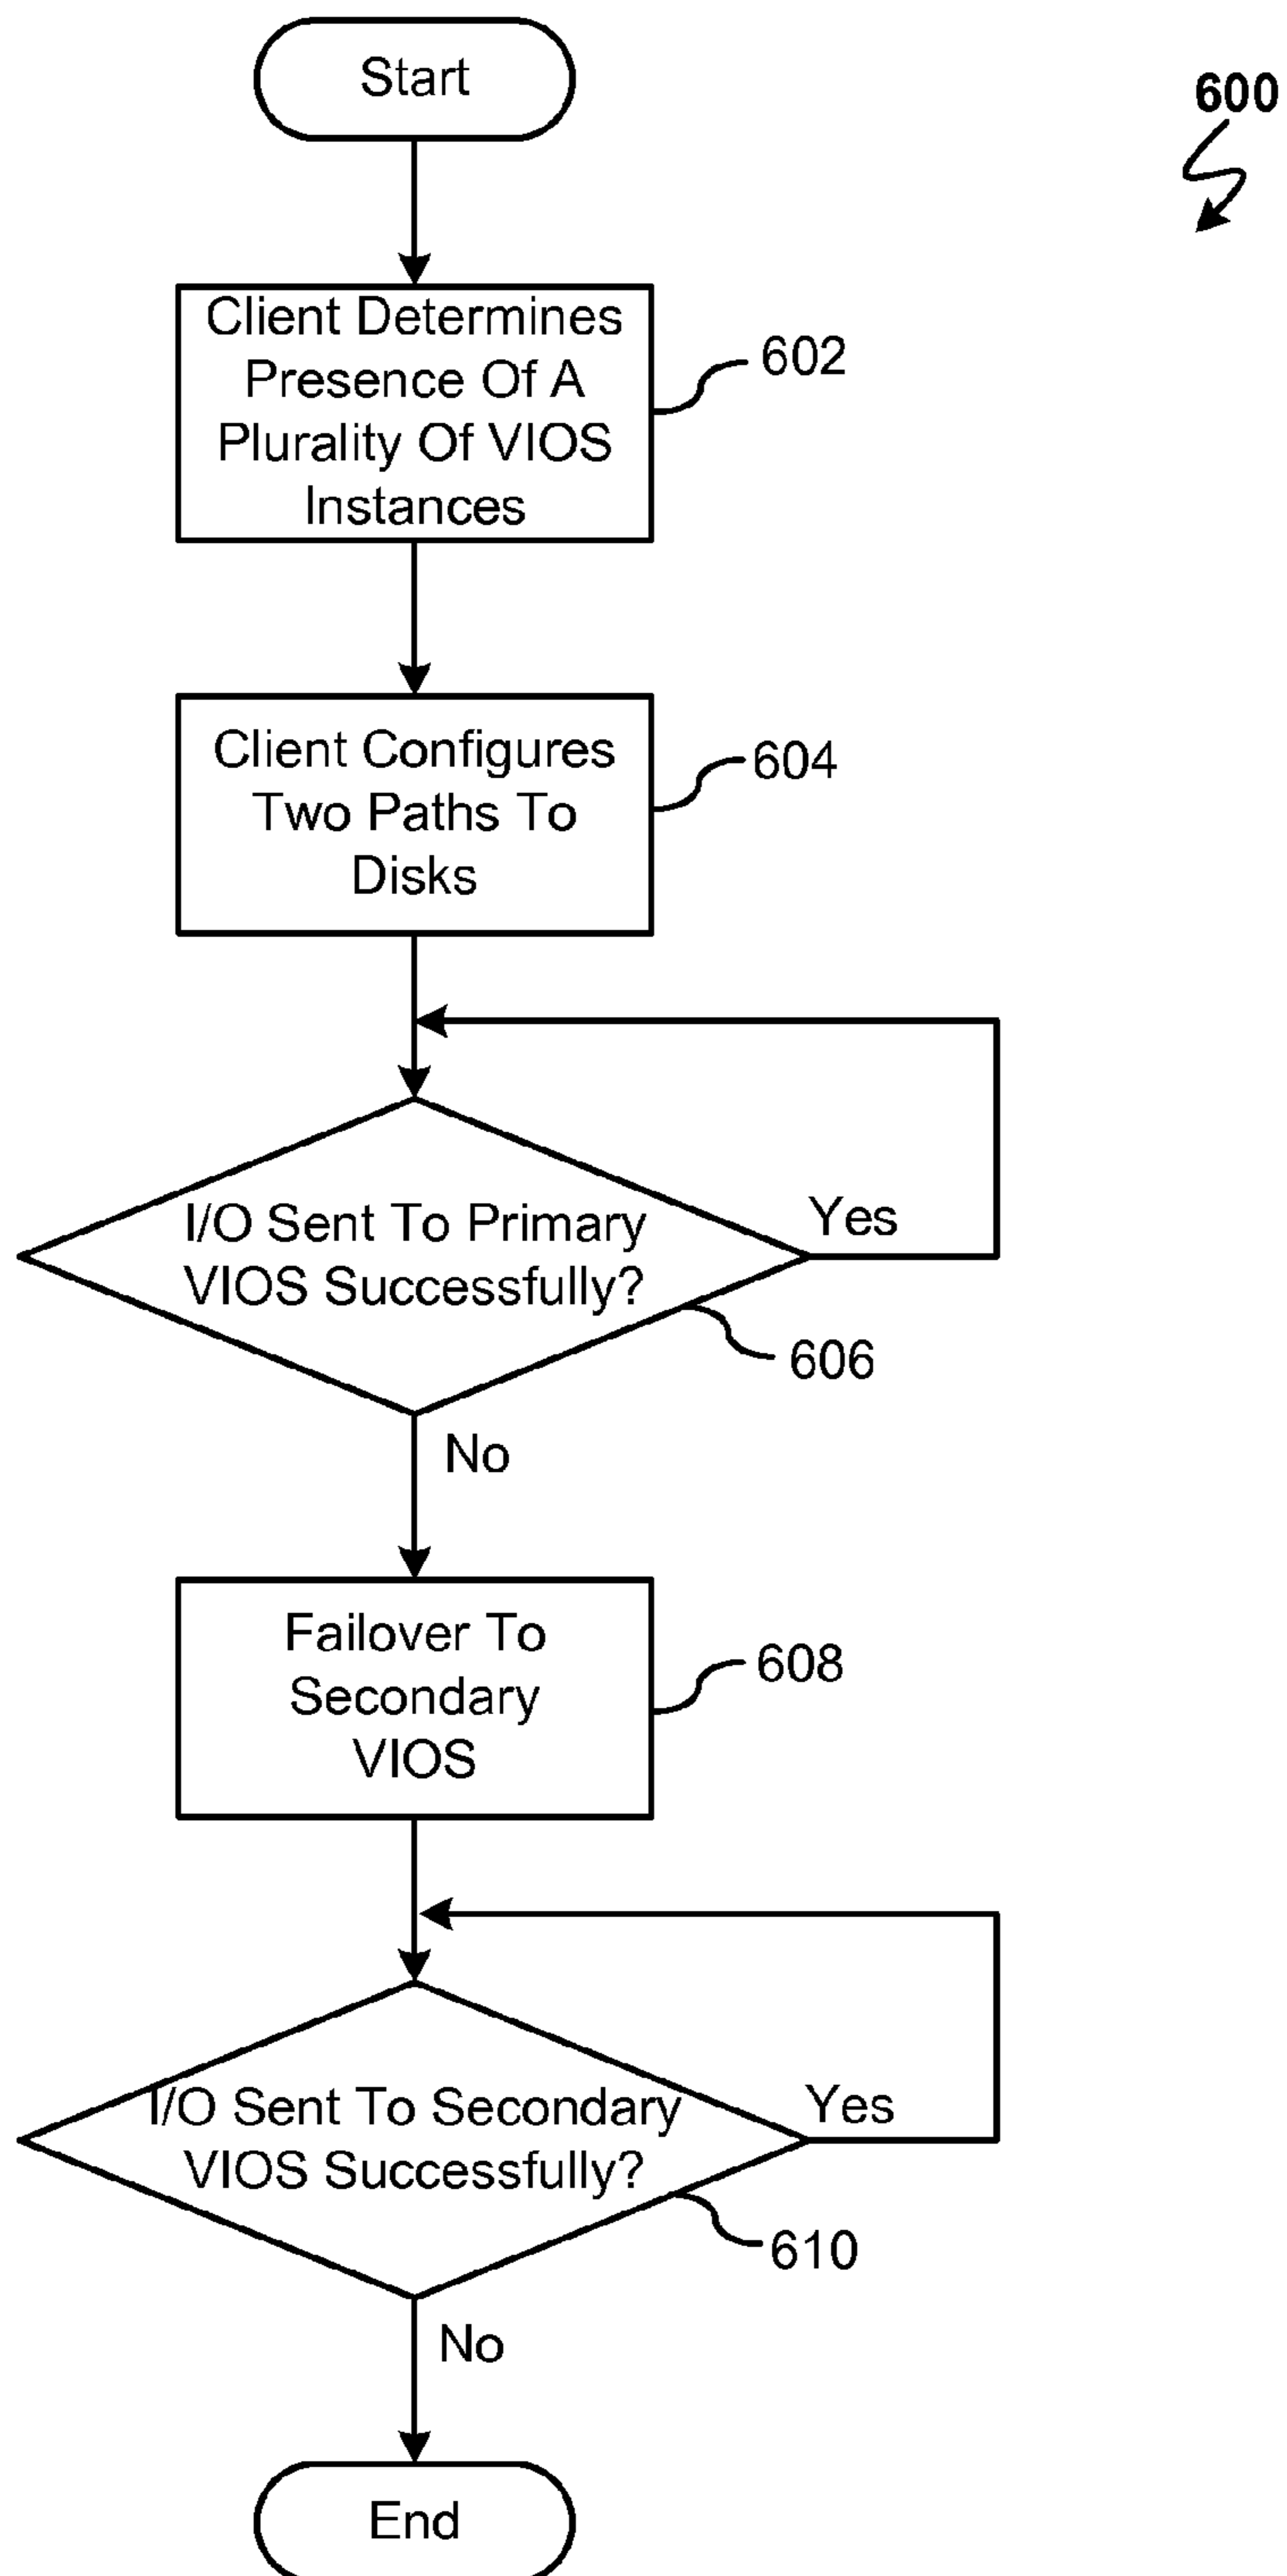 Start
600
Client Determines
Presence Of A
Plurality Of VIOS
Instances
602
Client Configures
Two Paths To
Disks
604
I/O Sent To Primary
VIOS Successfully?
Yes
606
No
Failover To
Secondary
VIOS
608
I/O Sent To Secondary
VIOS Successfully?
Yes
610
No
End